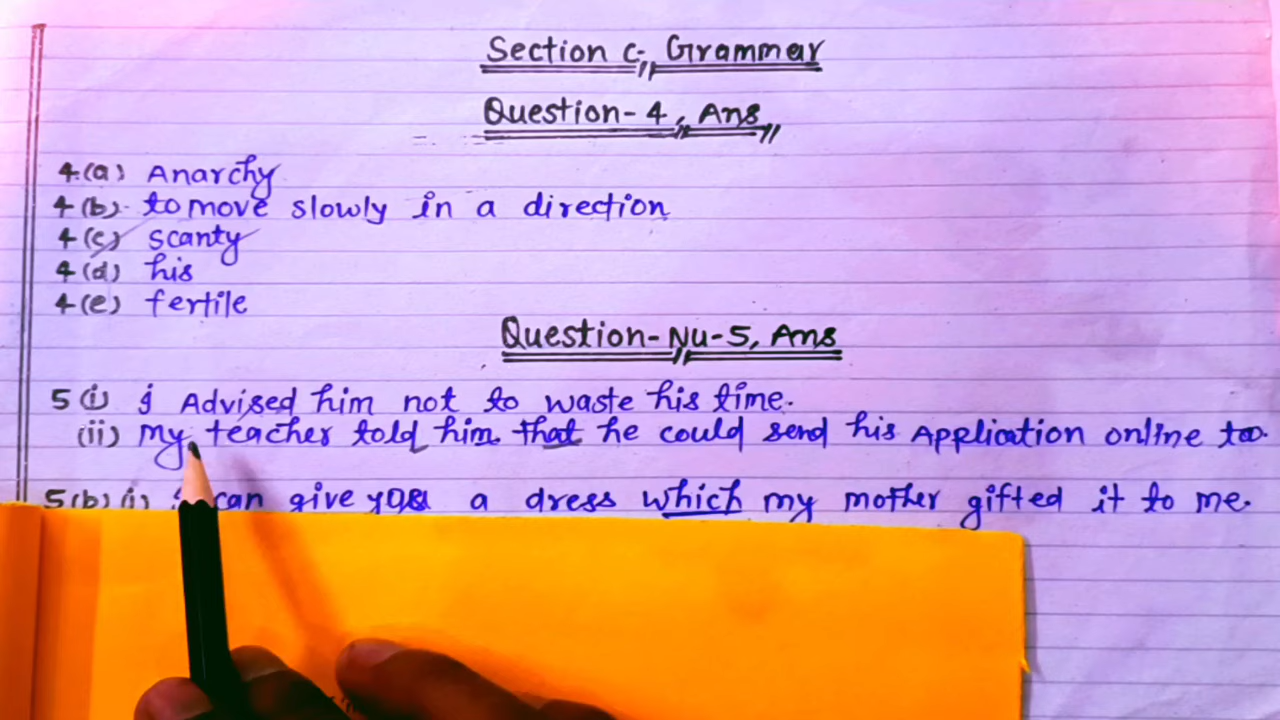 Section C, Grammar
Question-4, Ans
4.(a) Anarchy
4(b) to move slowly in a direction
4(c) scanty
4(d) his
4(e) fertile
Question-Nu-5, Ans
5(i) I Advised him not to waste his time.
(ii) My teacher told him that he could send his Application online too.
5(b)(i) can give you a dress which my mother gifted it to me.